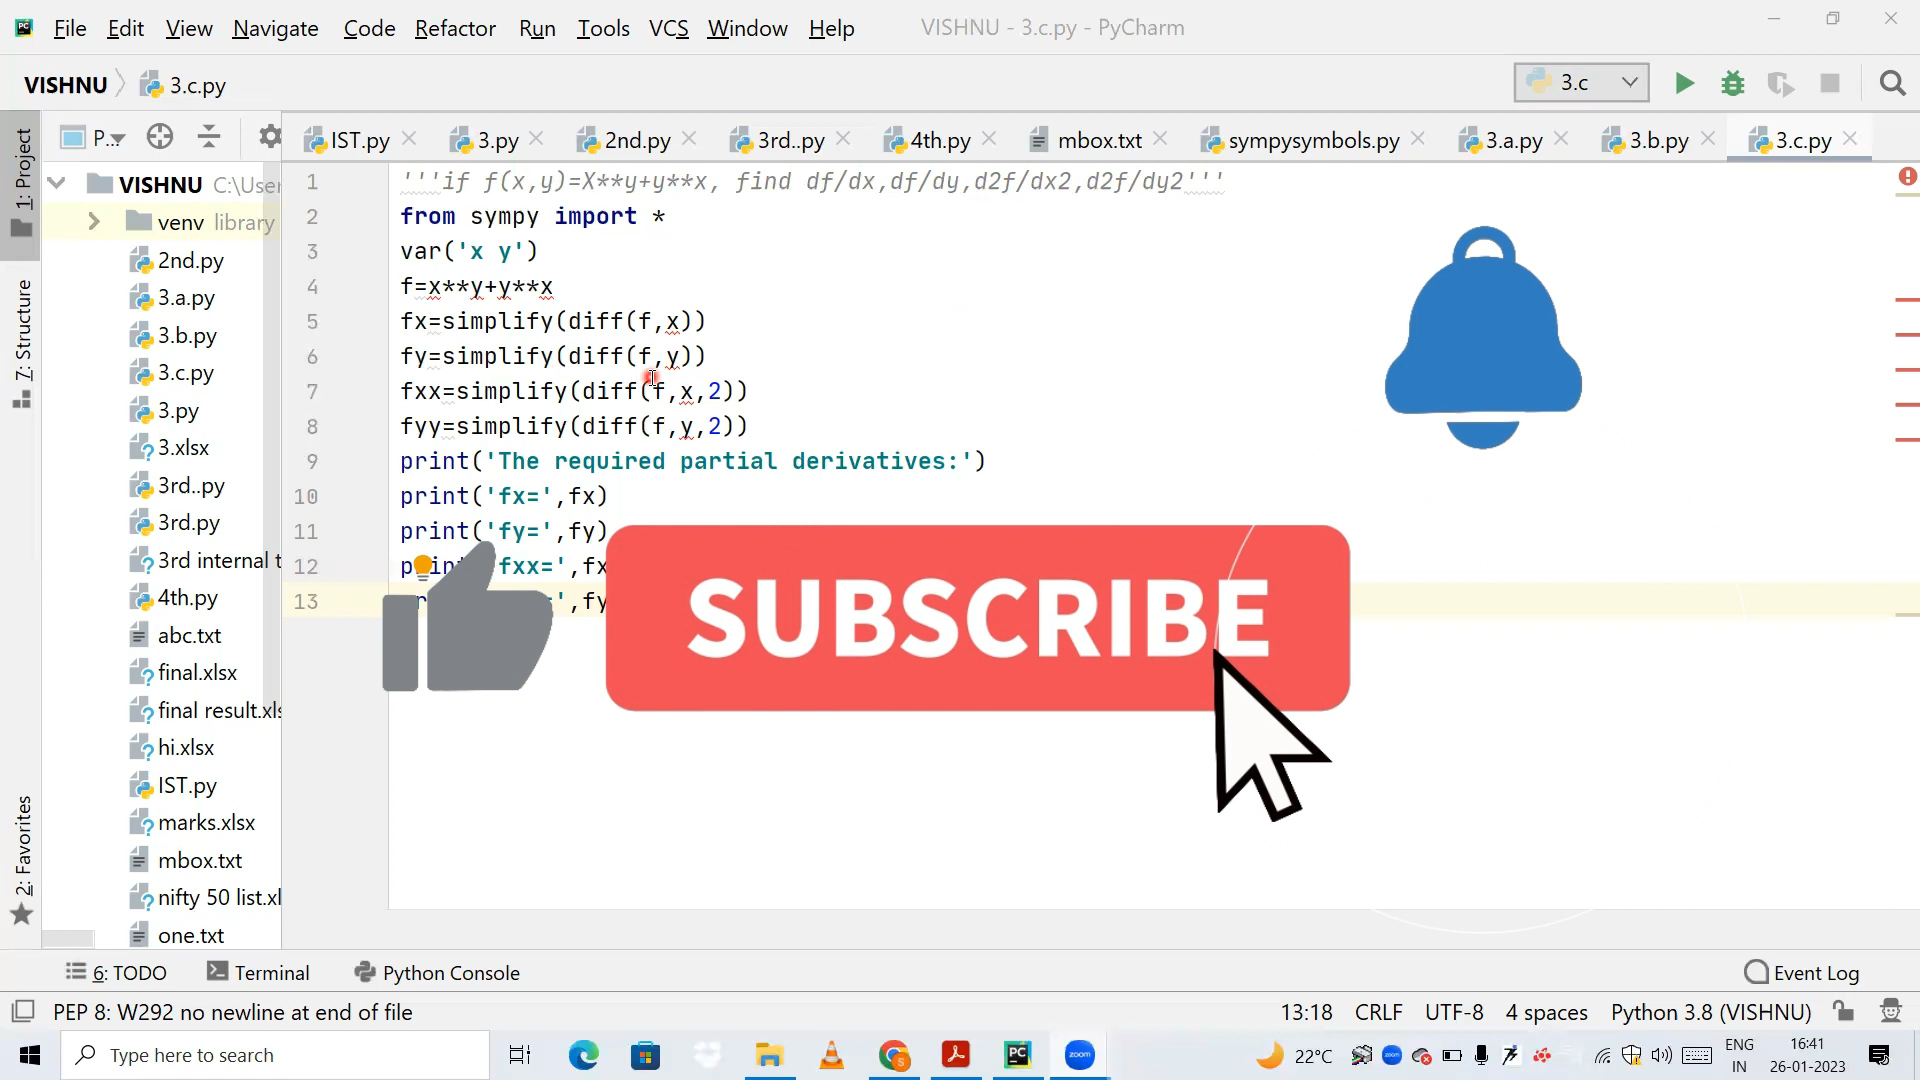 File Edit View Navigate Code Refactor Run Tools VCS Window Help VISHNU - 3.c.py - PyCharm
VISHNU 3.c.py 3.c
1: Project
7: Structure
2: Favorites
P...
IST.py 3.py 2nd.py 3rd..py 4th.py mbox.txt sympysymbols.py 3.a.py 3.b.py 3.c.py
VISHNU C:\User
venv library
2nd.py
3.a.py
3.b.py
3.c.py
3.py
3.xlsx
3rd..py
3rd.py
3rd internal t
4th.py
abc.txt
final.xlsx
final result.xls
hi.xlsx
IST.py
marks.xlsx
mbox.txt
nifty 50 list.xl
one.txt
1 '''if f(x,y)=X**y+y**x, find df/dx,df/dy,d2f/dx2,d2f/dy2'''
2 from sympy import *
3 var('x y')
4 f=x**y+y**x
5 fx=simplify(diff(f,x))
6 fy=simplify(diff(f,y))
7 fxx=simplify(diff(f,x,2))
8 fyy=simplify(diff(f,y,2))
9 print('The required partial derivatives:')
10 print('fx=',fx)
11 print('fy=',fy)
12 fxx=',fx
13 ',fy
SUBSCRIBE
6: TODO Terminal Python Console Event Log
PEP 8: W292 no newline at end of file 13:18 CRLF UTF-8 4 spaces Python 3.8 (VISHNU)
Type here to search zoom 22°C ENG IN 16:41 26-01-2023